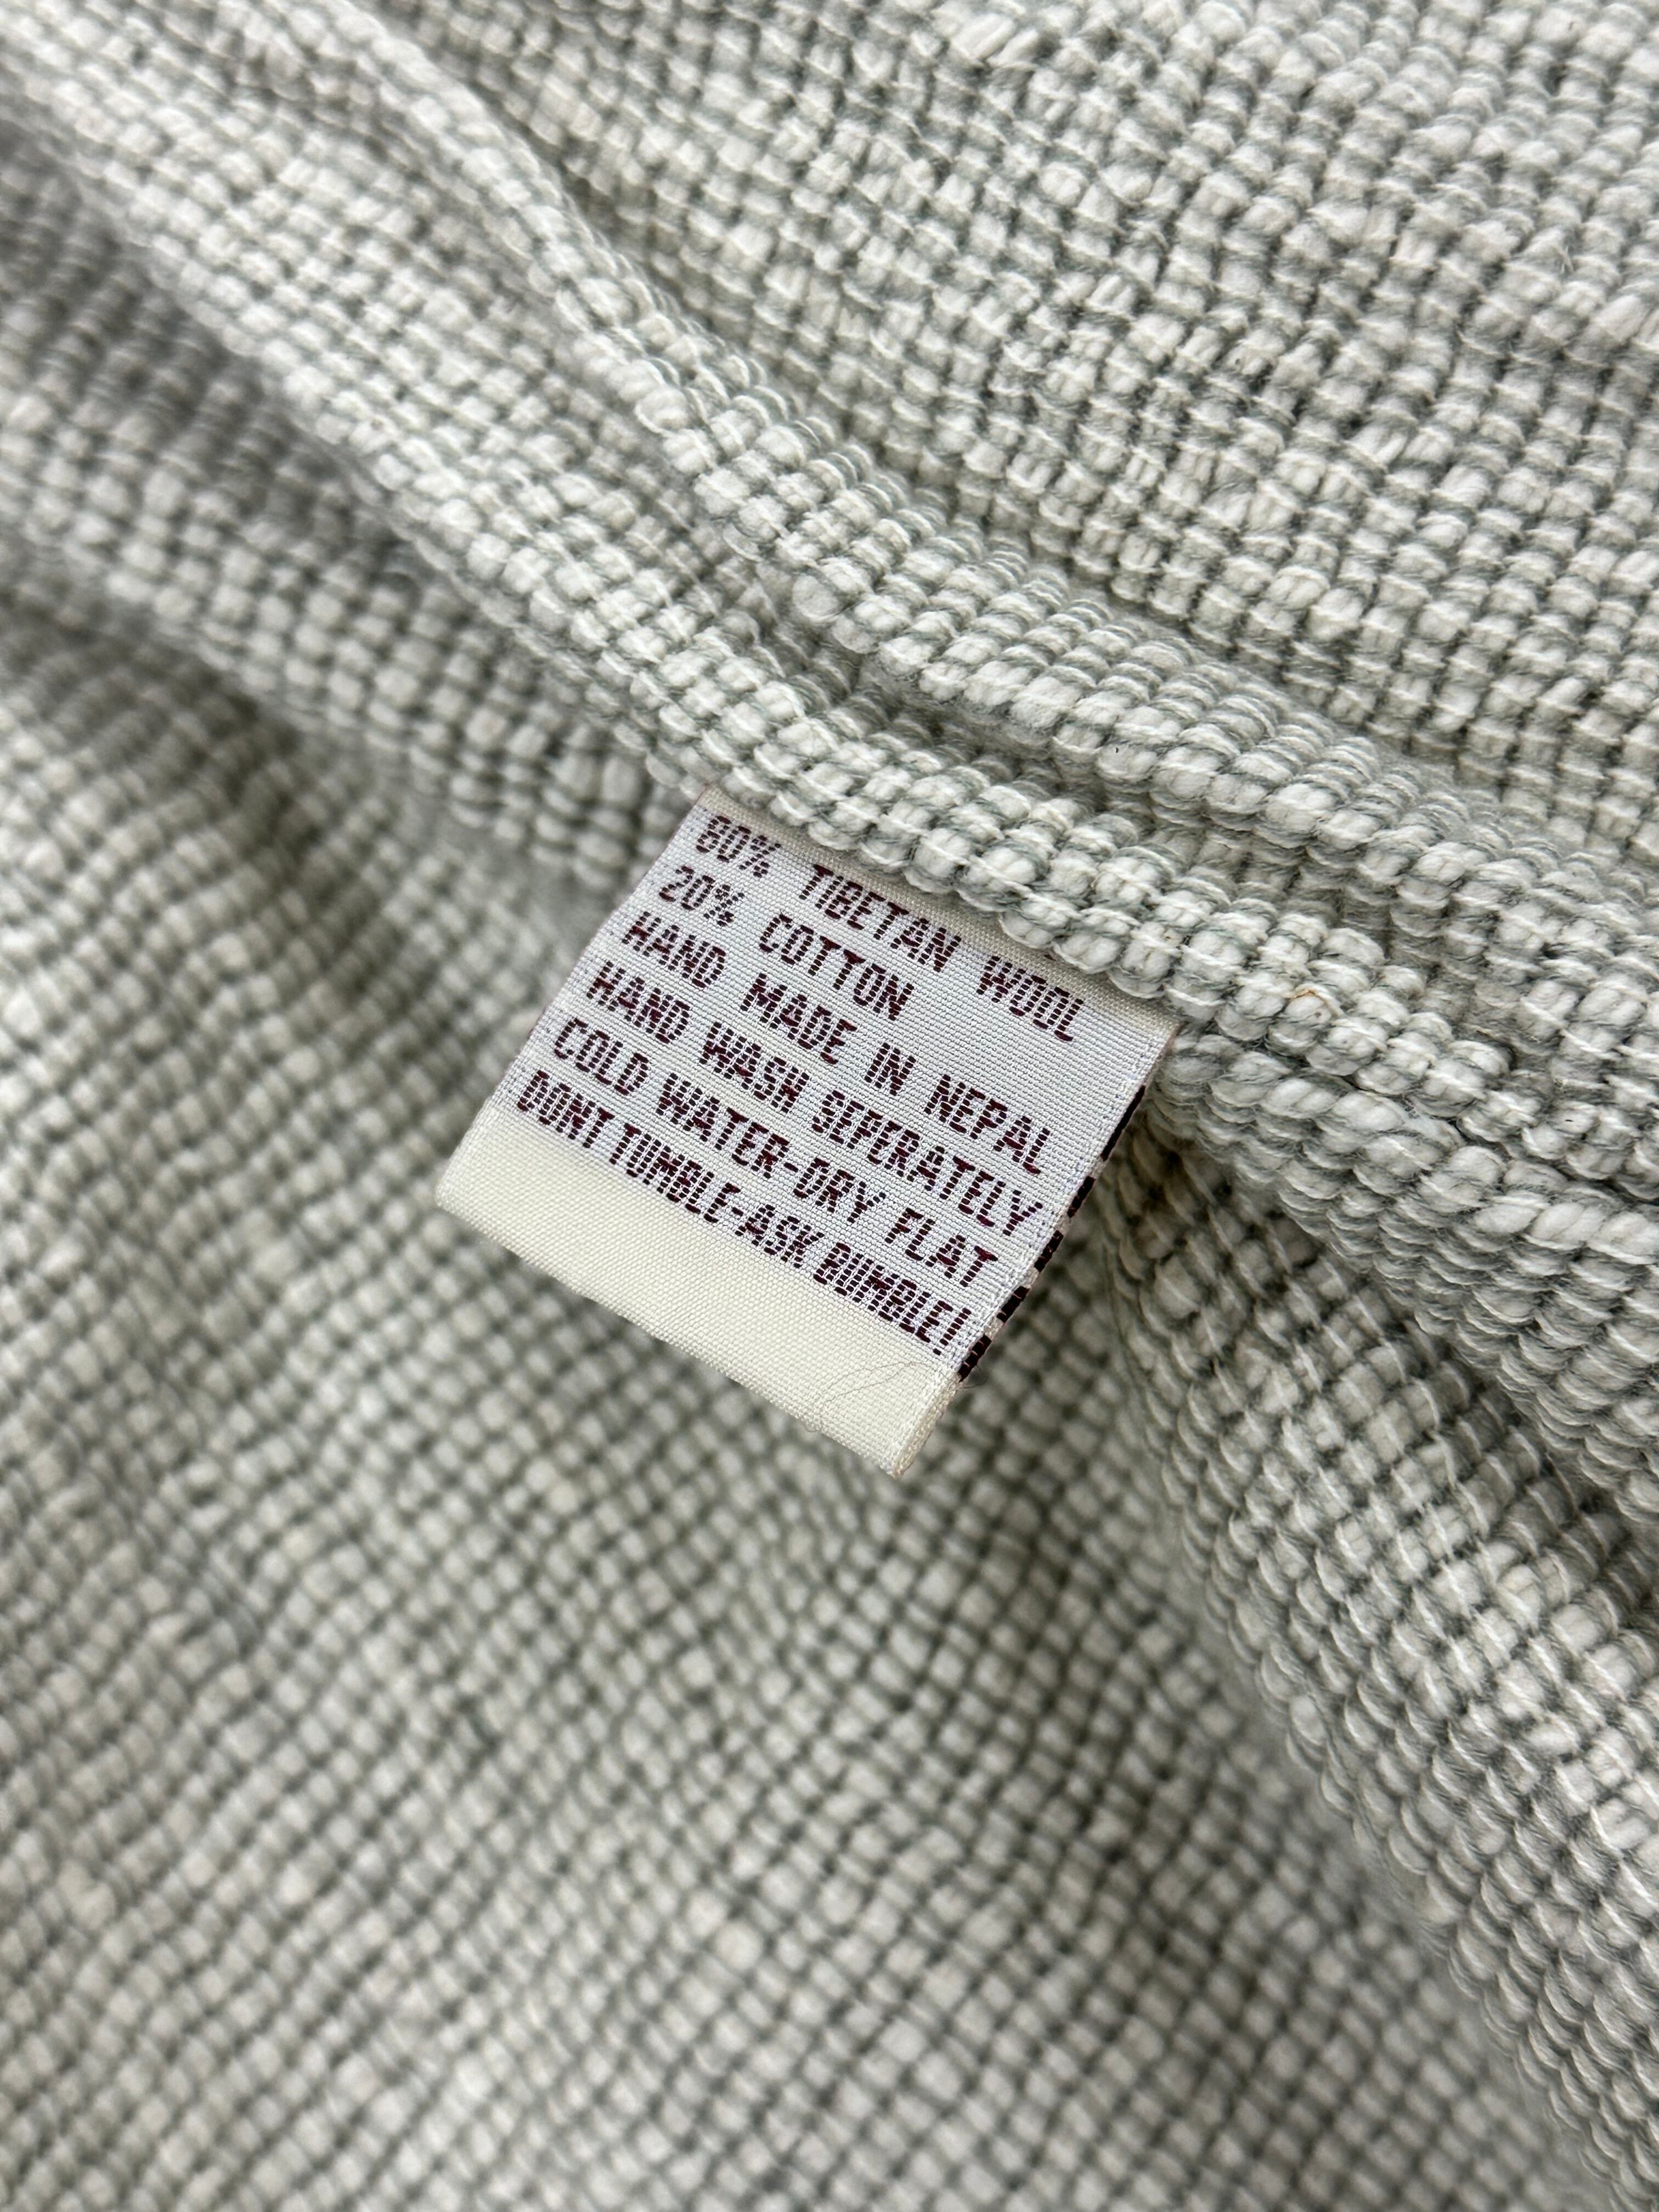 80% TIBETAN WOOL
20% COTTON
HAND MADE IN NEPAL
HAND WASH SEPERATELY
COLD WATER-DRY FLAT
DONT TUMBLE-ASK BUMBLE!